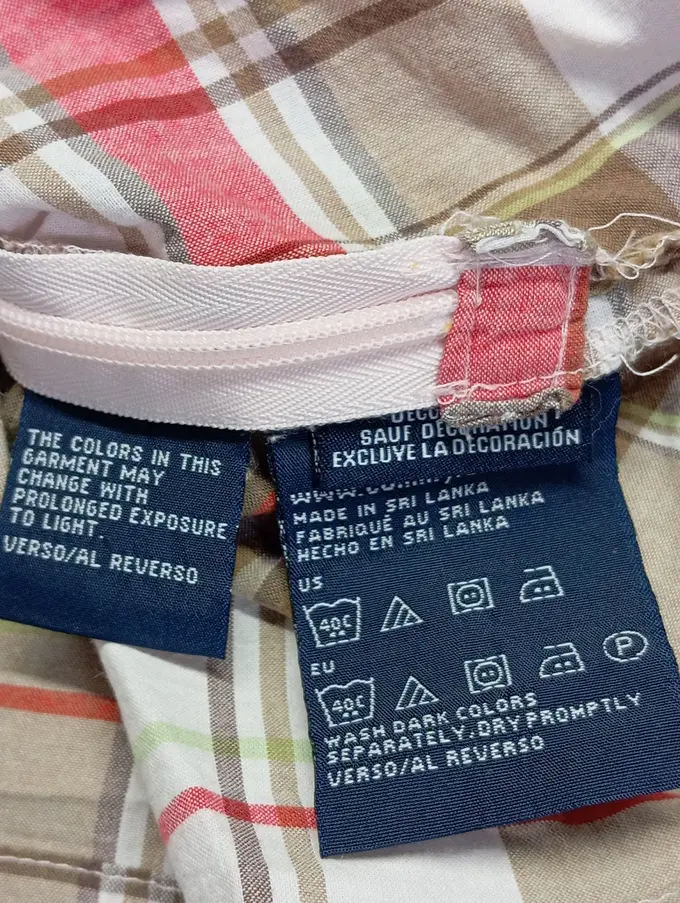 THE COLORS IN THIS
GARMENT MAY
CHANGE WITH
PROLONGED EXPOSURE
TO LIGHT.
VERSO/AL REVERSO
SAUF DECORATION
EXCLUYE LA DECORACIÓN
MADE IN SRI LANKA
FABRIQUÉ AU SRI LANKA
HECHO EN SRI LANKA
US
40C
EU
40C
P
WASH DARK COLORS
SEPARATELY. DRY PROMPTLY
VERSO/AL REVERSO